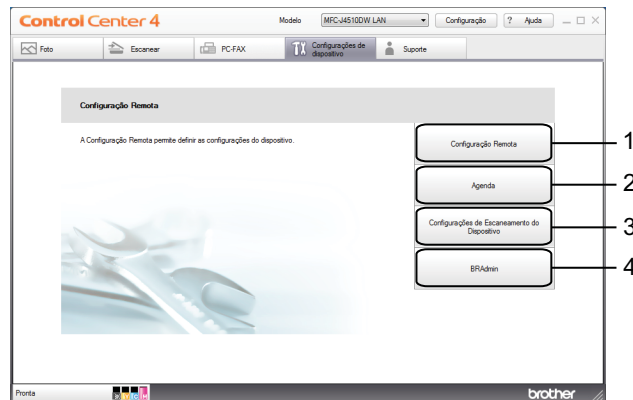 Control Center 4
Modelo MFC-J4510DW LAN Configuração ? Ajuda
Foto Escanear PC-FAX Configurações de dispositivo Suporte
Configuração Remota
A Configuração Remota permite definir as configurações do dispositivo.
Configuração Remota 1
Agenda 2
Configurações de Escaneamento do Dispositivo 3
BRAdmin 4
Pronta
brother